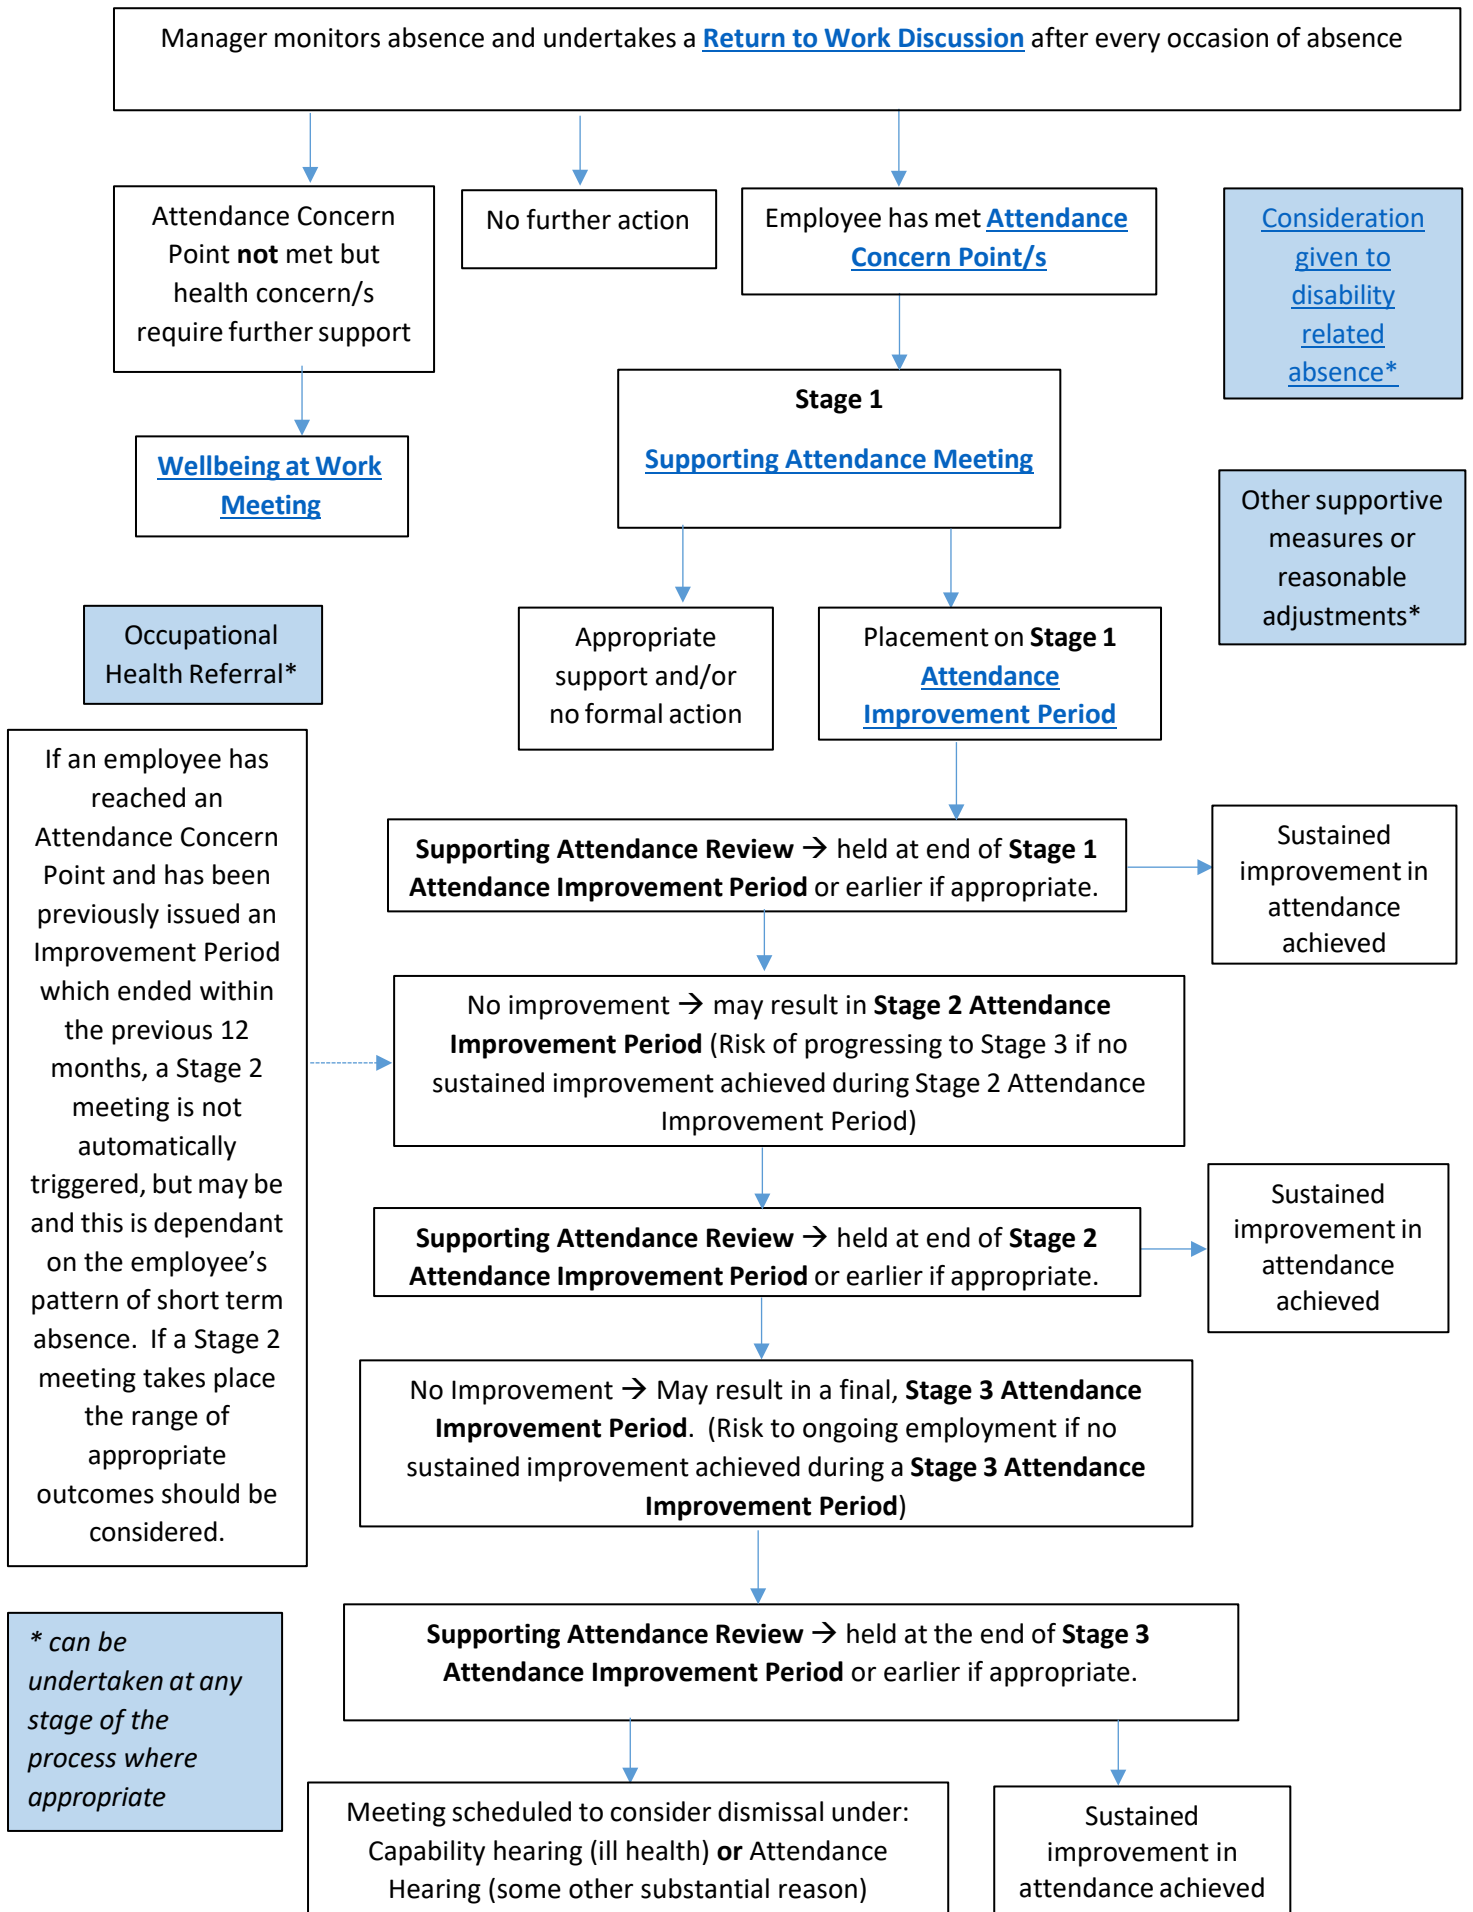 Manager monitors absence and undertakes a Return to Work Discussion after every occasion of absence
Attendance Concern
Point not met but
health concern/s
require further support
No further action
Employee has met Attendance
Concern Point/s
Consideration
given to
disability
related
absence*
Stage 1
Supporting Attendance Meeting
Wellbeing at Work
Meeting
Other supportive
measures or
reasonable
adjustments*
Occupational
Health Referral*
Appropriate
support and/or
no formal action
Placement on Stage 1
Attendance
Improvement Period
If an employee has
reached an
Attendance Concern
Point and has been
previously issued an
Improvement Period
which ended within
the previous 12
months, a Stage 2
meeting is not
automatically
triggered, but may be
and this is dependant
on the employee’s
pattern of short term
absence.  If a Stage 2
meeting takes place
the range of
appropriate
outcomes should be
considered.
Supporting Attendance Review → held at end of Stage 1
Attendance Improvement Period or earlier if appropriate.
Sustained
improvement in
attendance
achieved
No improvement → may result in Stage 2 Attendance
Improvement Period (Risk of progressing to Stage 3 if no
sustained improvement achieved during Stage 2 Attendance
Improvement Period)
Supporting Attendance Review → held at end of Stage 2
Attendance Improvement Period or earlier if appropriate.
Sustained
improvement in
attendance
achieved
No Improvement → May result in a final, Stage 3 Attendance
Improvement Period.  (Risk to ongoing employment if no
sustained improvement achieved during a Stage 3 Attendance
Improvement Period)
* can be
undertaken at any
stage of the
process where
appropriate
Supporting Attendance Review → held at the end of Stage 3
Attendance Improvement Period or earlier if appropriate.
Meeting scheduled to consider dismissal under:
Capability hearing (ill health) or Attendance
Hearing (some other substantial reason)
Sustained
improvement in
attendance achieved